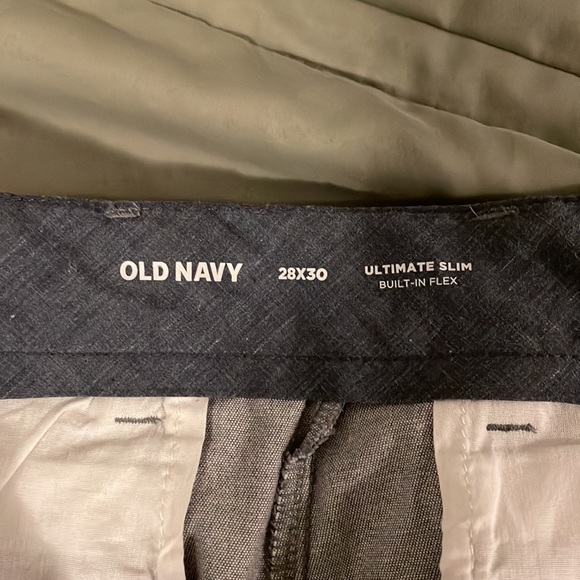 OLD NAVY
28X30
ULTIMATE SLIM
BUILT-IN FLEX